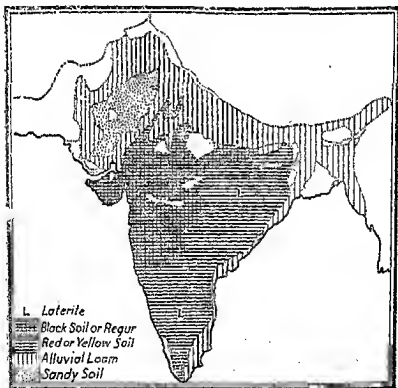 L Laterite
Black Soil or Regur
Red or Yellow Soil
Alluvial Loam
Sandy Soil
L